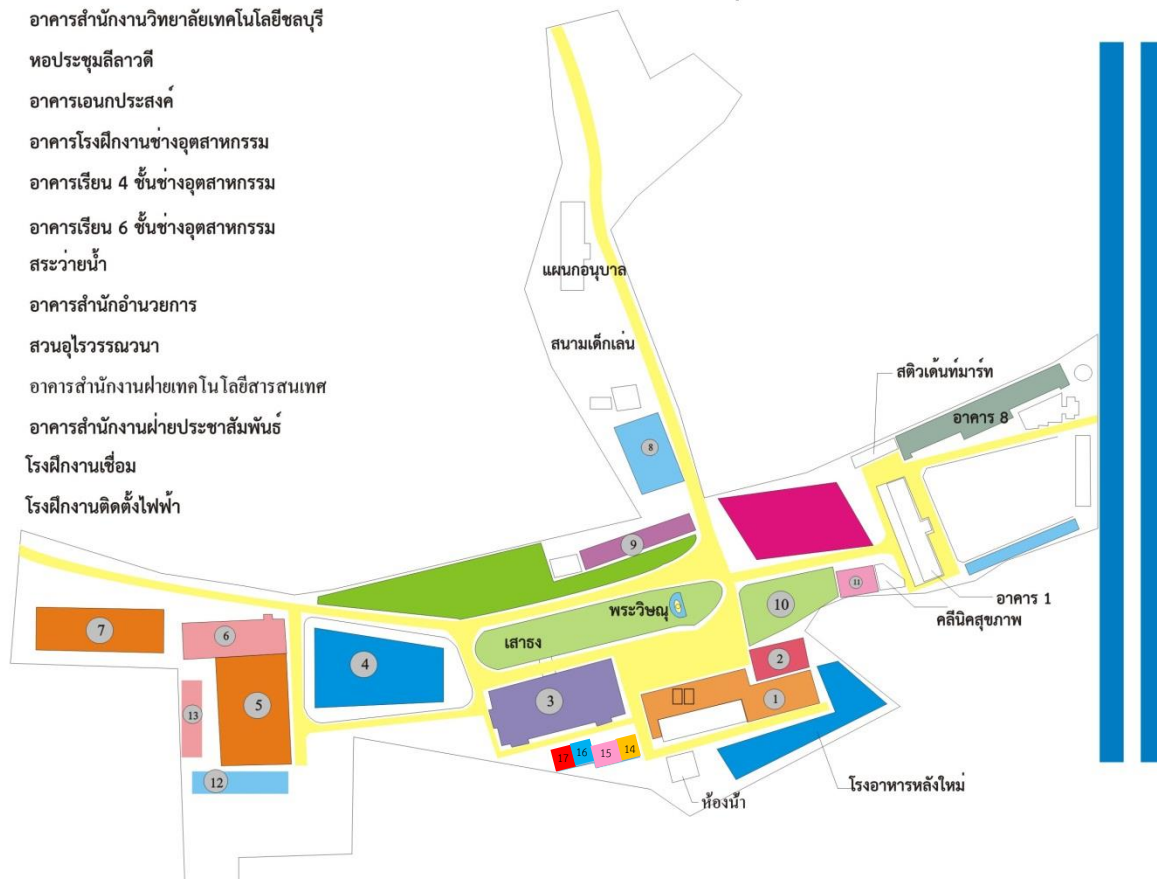 อาคารสำนักงานวิทยาลัยเทคโนโลยีชลบุรี
หอประชุมลีลาวดี
อาคารเอนกประสงค์
อาคารโรงฝึกงานช่างอุตสาหกรรม
อาคารเรียน 4 ชั้นช่างอุตสาหกรรม
อาคารเรียน 6 ชั้นช่างอุตสาหกรรม
สระว่ายน้ำ
อาคารสำนักอำนวยการ
สวนอุไรวรรณวนา
อาคารสำนักงานฝ่ายเทคโนโลยีสารสนเทศ
อาคารสำนักงานฝ่ายประชาสัมพันธ์
โรงฝึกงานเชื่อม
โรงฝึกงานติดตั้งไฟฟ้า
แผนกอนุบาล
สนามเด็กเล่น
สติวเด้นท์มาร์ท
อาคาร 8
8
9
พระวิษณุ
10
11
อาคาร 1
คลีนิคสุขภาพ
เสาธง
7
6
4
2
5
3
1
13
12
17
16
15
14
โรงอาหารหลังใหม่
ห้องน้ำ